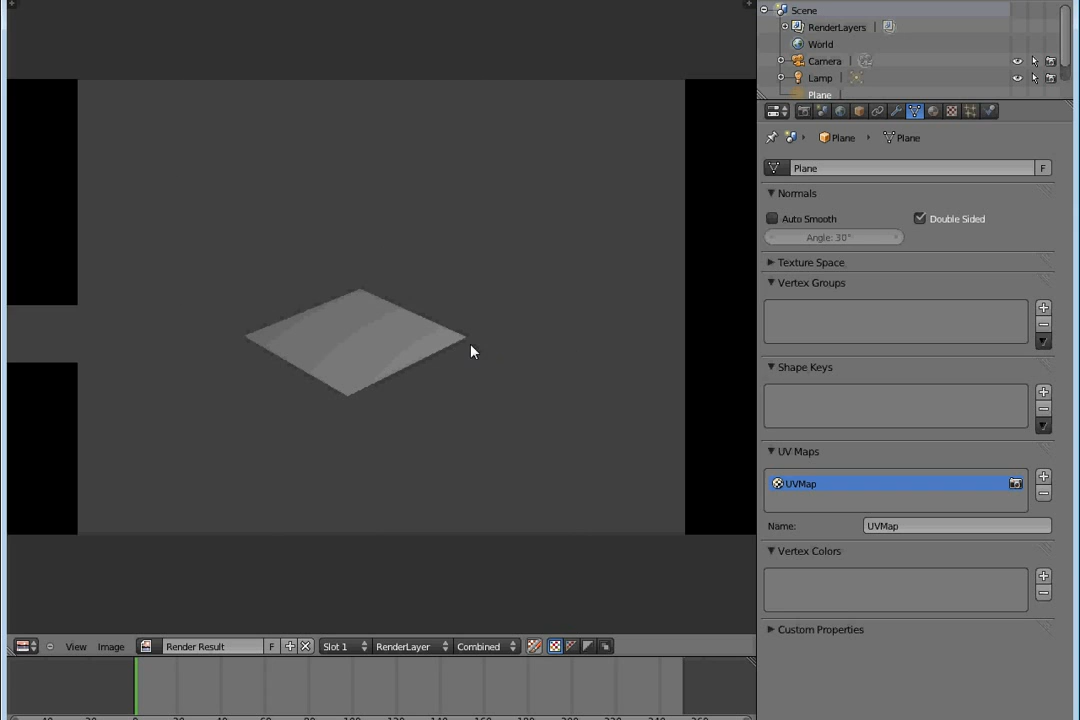 Scene
RenderLayers
World
Camera
Lamp
Plane
Plane Plane
Plane F
Normals
Auto Smooth Double Sided
Angle: 30°
Texture Space
Vertex Groups
Shape Keys
UV Maps
UVMap
Name: UVMap
Vertex Colors
Custom Properties
View Image Render Result F Slot 1 RenderLayer Combined